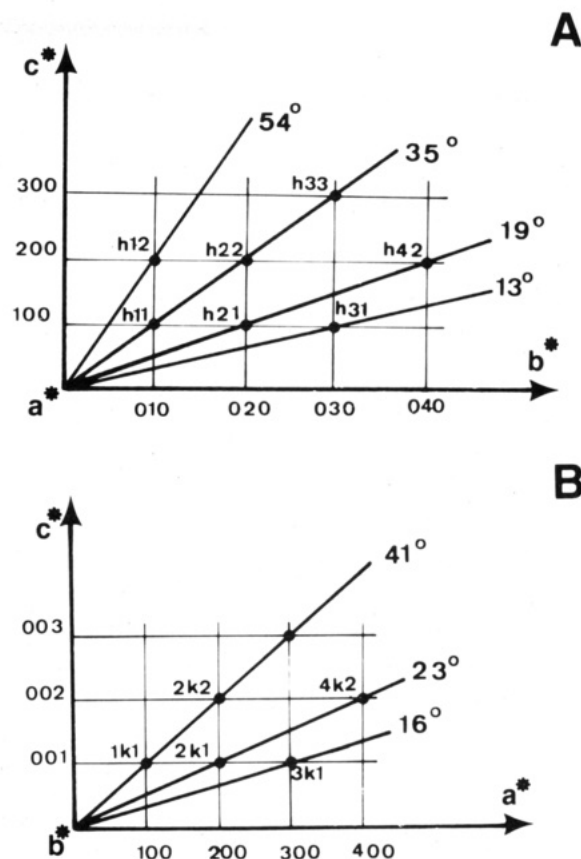 A
c*
54°
35°
300
h33
200
h12
h22
h42
19°
13°
100
h11
h21
h31
a*
b*
010 020 030 040
B
c*
41°
003
23°
002
2k2
4k2
16°
001
1k1
2k1
3k1
a*
b*
100 200 300 400